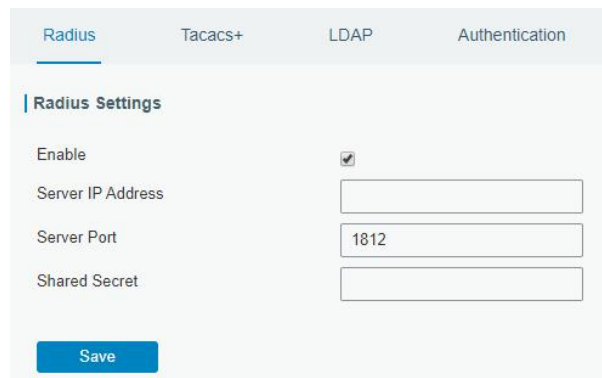 Radius Tacacs+ LDAP Authentication
Radius Settings
Enable
Server IP Address
Server Port 1812
Shared Secret
Save